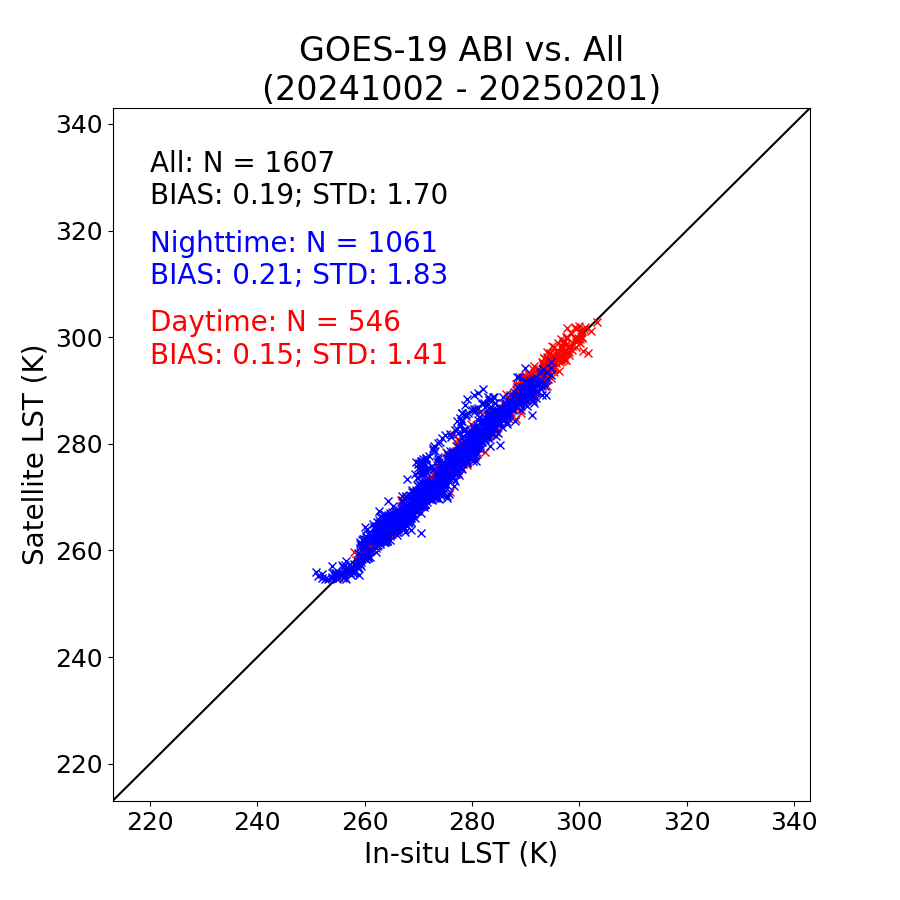 GOES-19 ABI vs. All
(20241002 - 20250201)
All: N = 1607
BIAS: 0.19; STD: 1.70
Nighttime: N = 1061
BIAS: 0.21; STD: 1.83
Daytime: N = 546
BIAS: 0.15; STD: 1.41
Satellite LST (K)
340
320
300
280
260
240
220
220 240 260 280 300 320 340
In-situ LST (K)